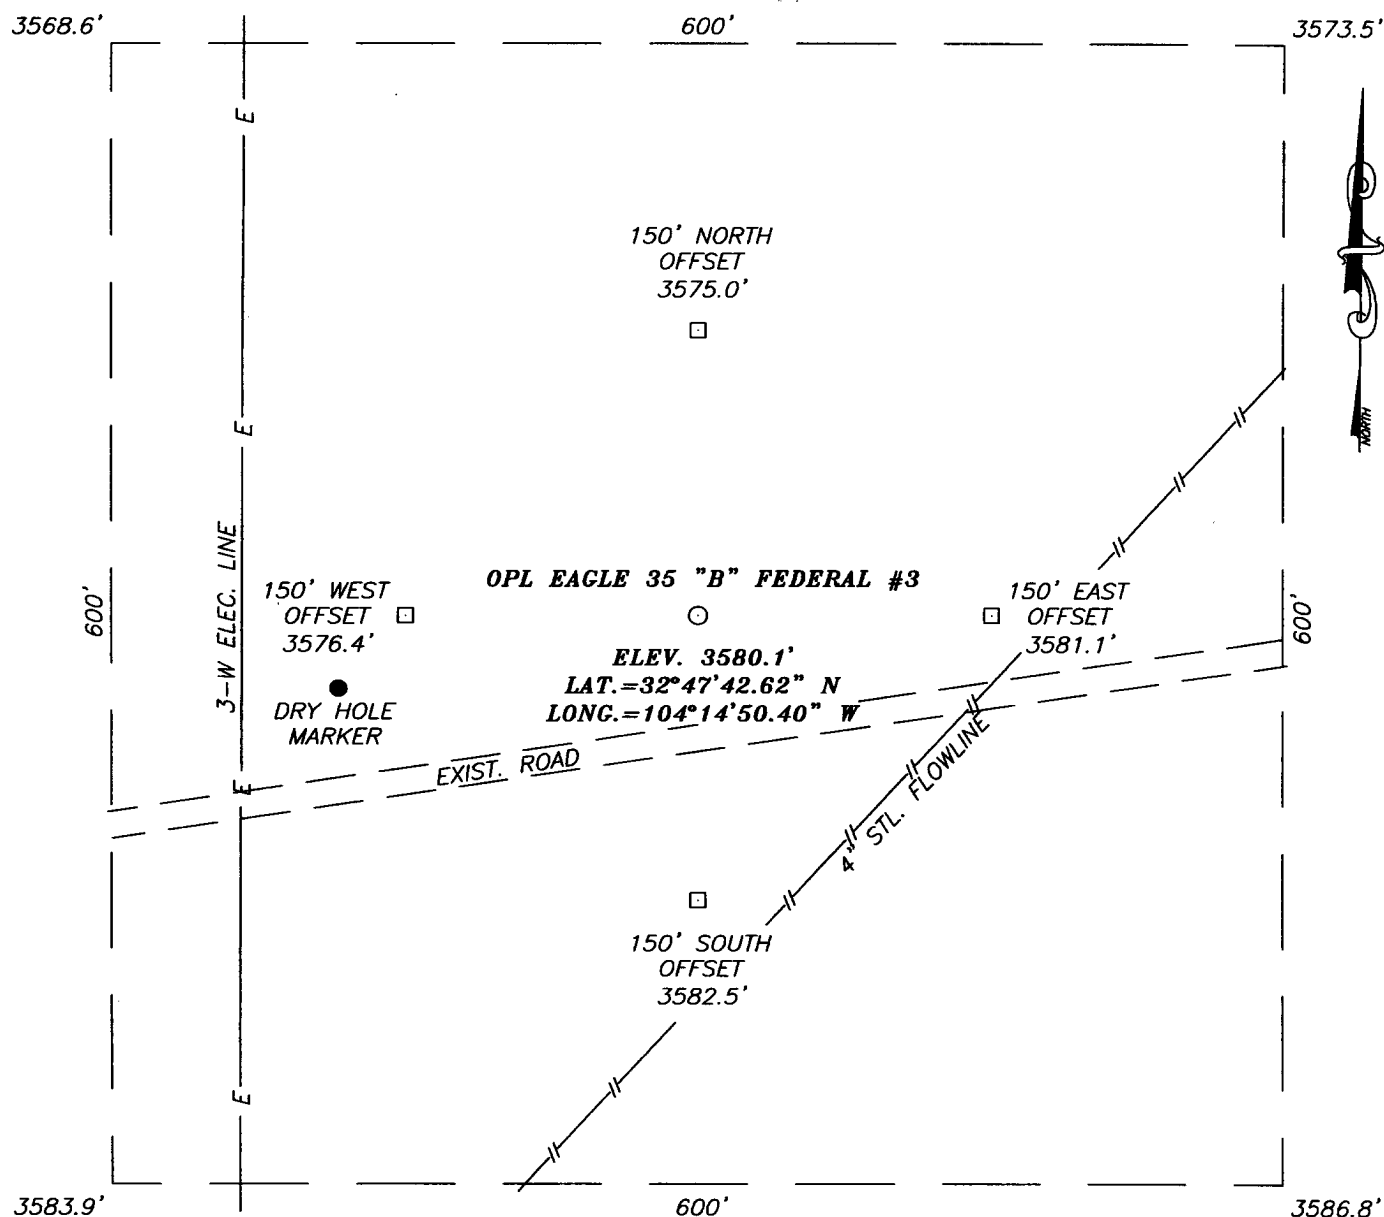 3568.6'
600'
3573.5'
E
150' NORTH
OFFSET
3575.0'
NORTH
E
3-W ELEC. LINE
600'
150' WEST
OFFSET
3576.4'
OPL EAGLE 35 "B" FEDERAL #3
ELEV. 3580.1'
LAT.=32°47'42.62" N
LONG.=104°14'50.40" W
150' EAST
OFFSET
3581.1'
600'
DRY HOLE
MARKER
EXIST. ROAD
E
4" STL. FLOWLINE
150' SOUTH
OFFSET
3582.5'
E
3583.9'
600'
3586.8'